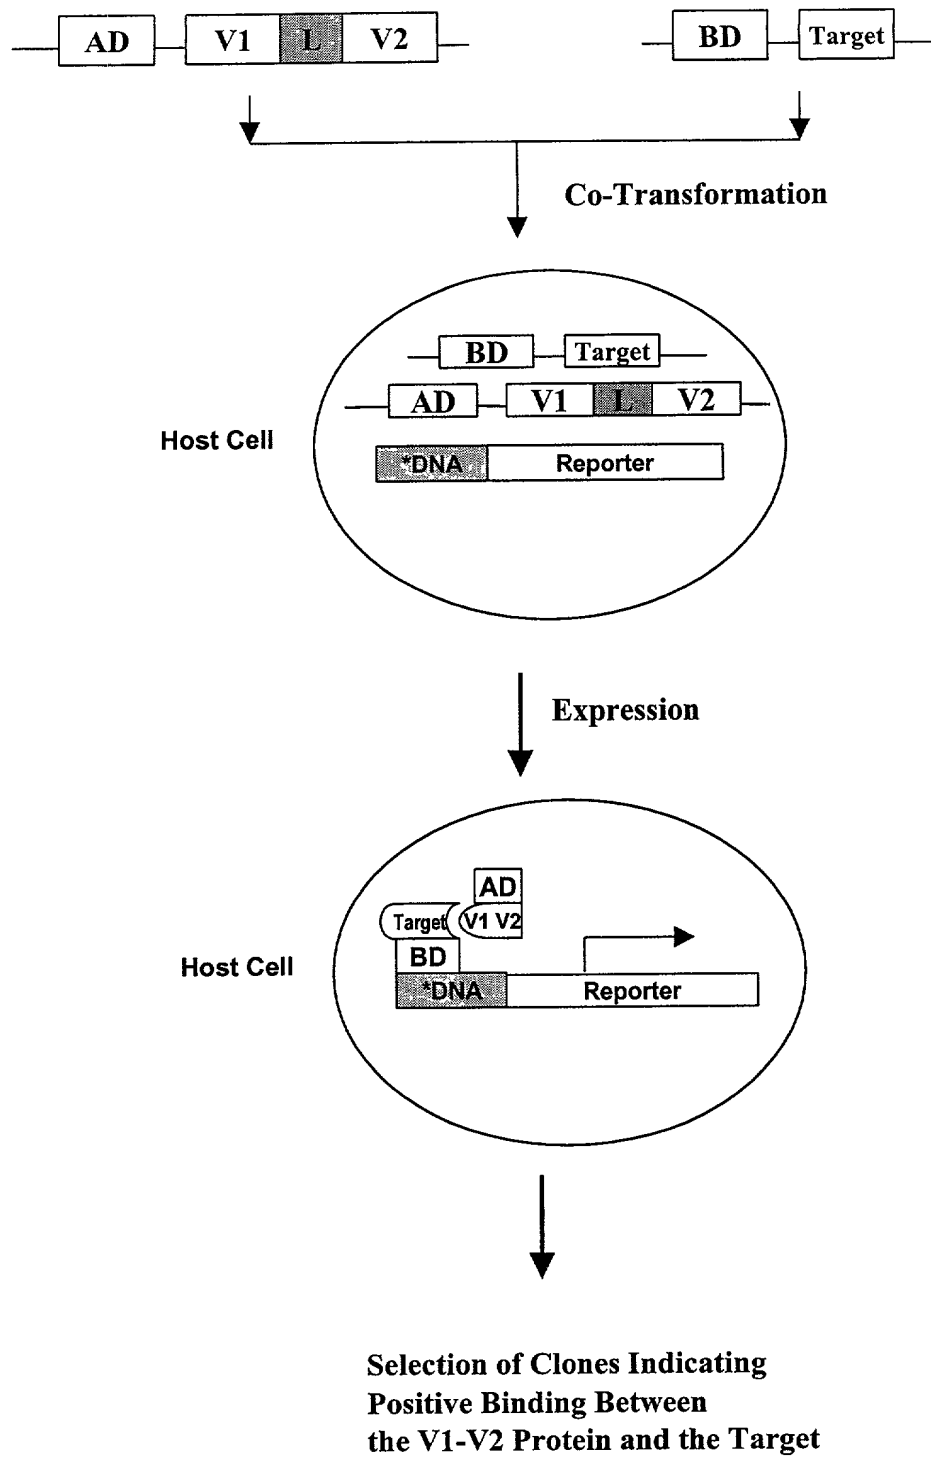 AD V1 L V2 BD Target
Co-Transformation
BD Target
AD V1 L V2
Host Cell
*DNA Reporter
Expression
AD
Target V1 V2
BD
Host Cell
*DNA Reporter
Selection of Clones Indicating
Positive Binding Between
the V1-V2 Protein and the Target